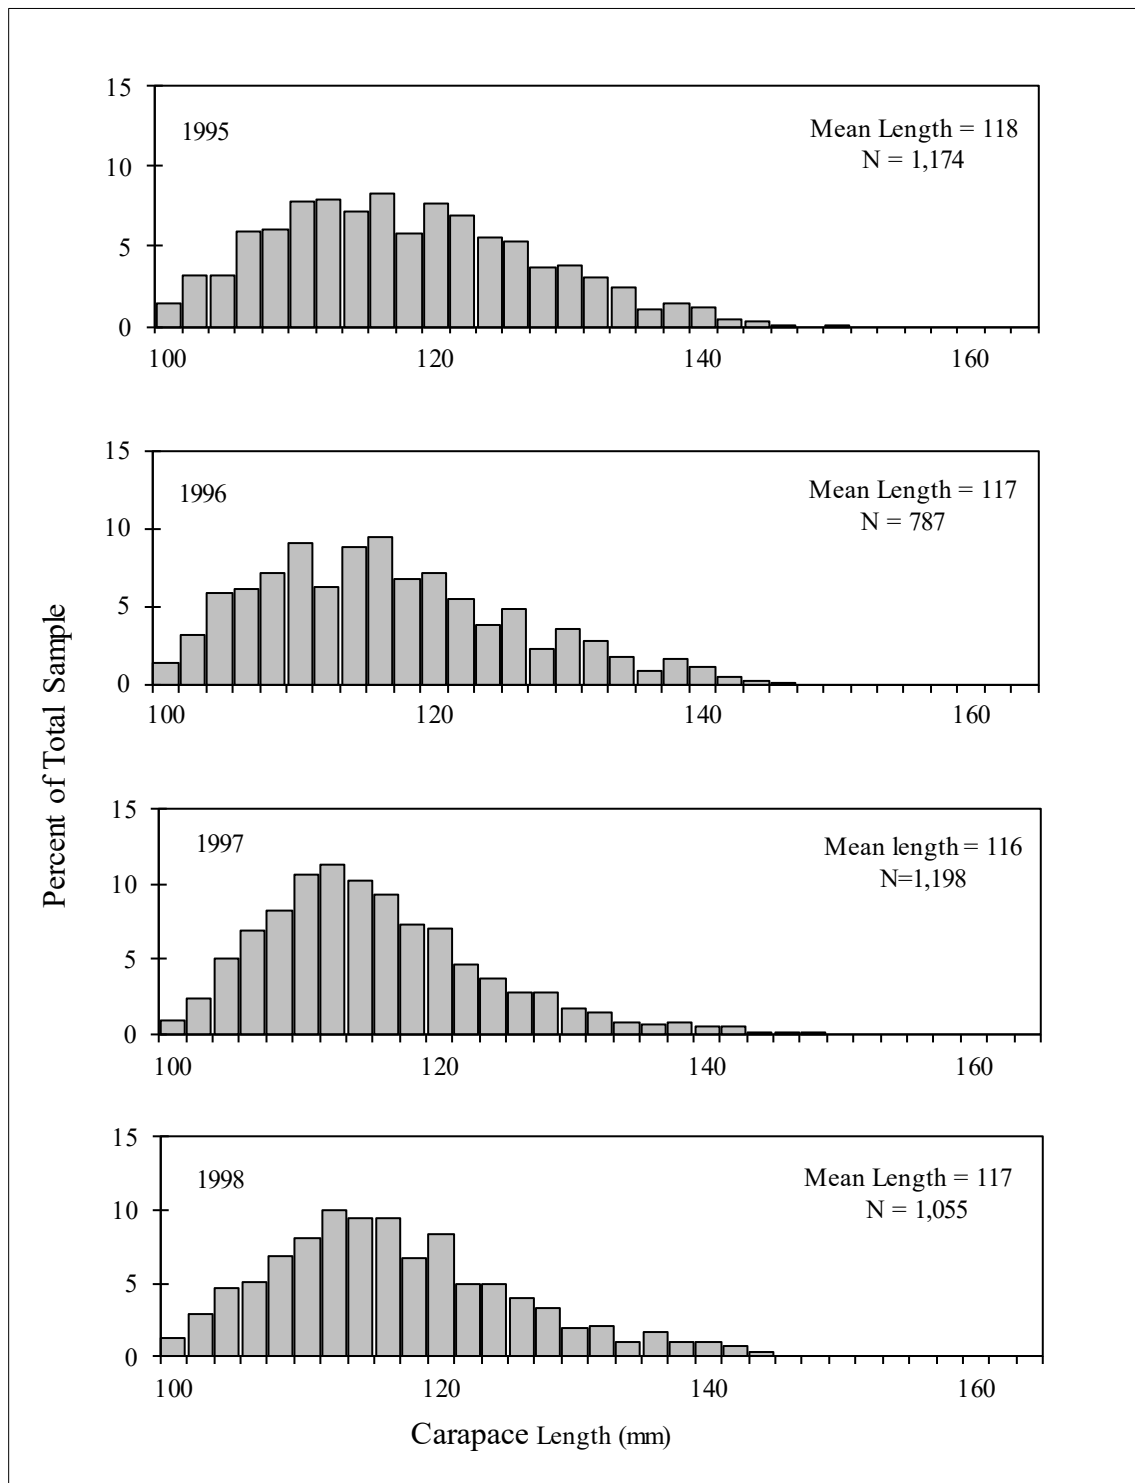 15
1995
Mean Length = 118
N = 1,174
10
5
0
100 120 140 160
15
1996
Mean Length = 117
N = 787
10
5
0
100 120 140 160
Percent of Total Sample
15
1997
Mean length = 116
N=1,198
10
5
0
100 120 140 160
15
1998
Mean Length = 117
N = 1,055
10
5
0
100 120 140 160
Carapace Length (mm)